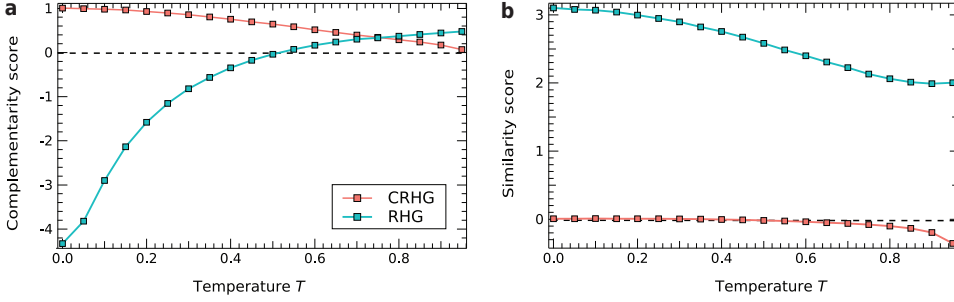 a
Complementarity score
1
0
-1
-2
-3
-4
CRHG
RHG
0.0 0.2 0.4 0.6 0.8
Temperature T
b
Similarity score
3
2
1
0
0.0 0.2 0.4 0.6 0.8
Temperature T